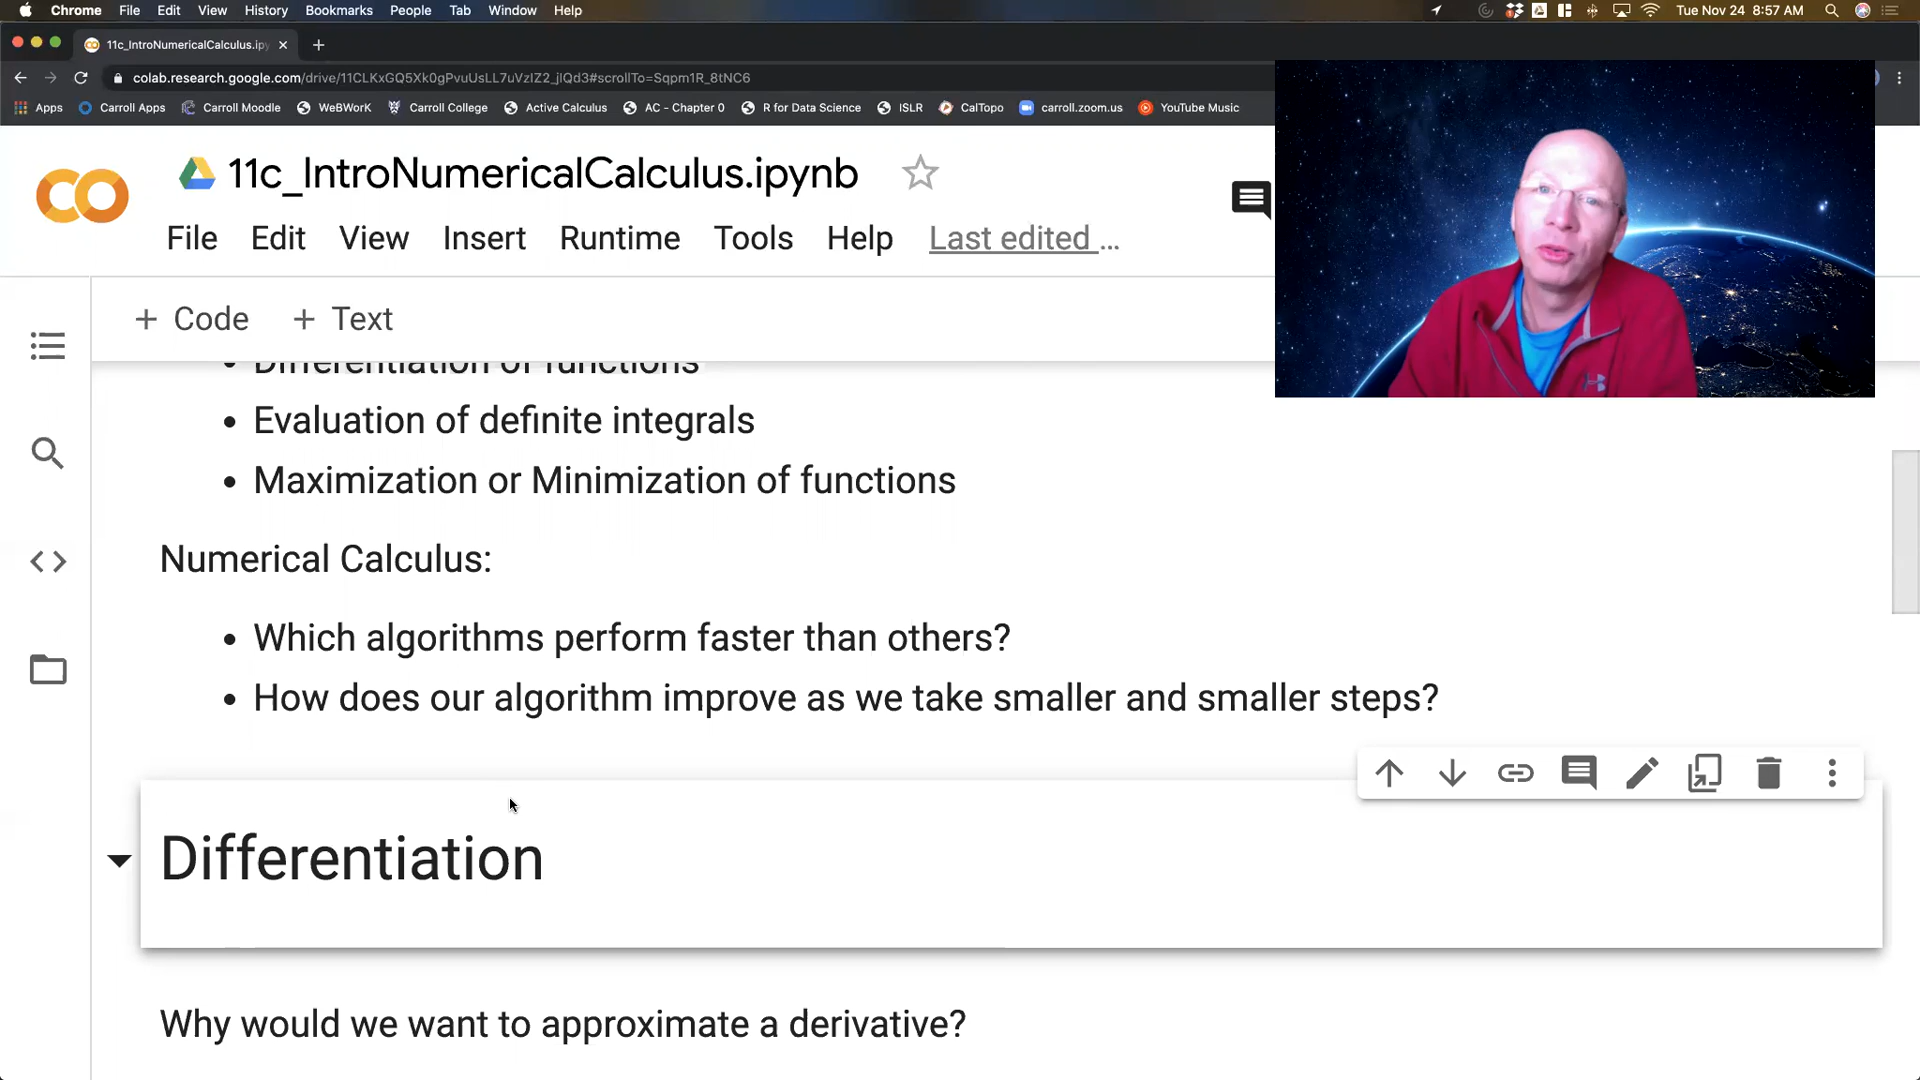 Chrome File Edit View History Bookmarks People Tab Window Help Tue Nov 24 8:57 AM
11c_IntroNumericalCalculus.ipy
colab.research.google.com/drive/11CLKxGQ5Xk0gPvuUsLL7uVzIZ2_jIQd3#scrollTo=Sqpm1R_8tNC6
Apps Carroll Apps Carroll Moodle WeBWorK Carroll College Active Calculus AC - Chapter 0 R for Data Science ISLR CalTopo carroll.zoom.us YouTube Music
CO 11c_IntroNumericalCalculus.ipynb
File Edit View Insert Runtime Tools Help Last edited ...
+ Code + Text
• Differentiation of functions
• Evaluation of definite integrals
• Maximization or Minimization of functions
Numerical Calculus:
• Which algorithms perform faster than others?
• How does our algorithm improve as we take smaller and smaller steps?
Differentiation
Why would we want to approximate a derivative?